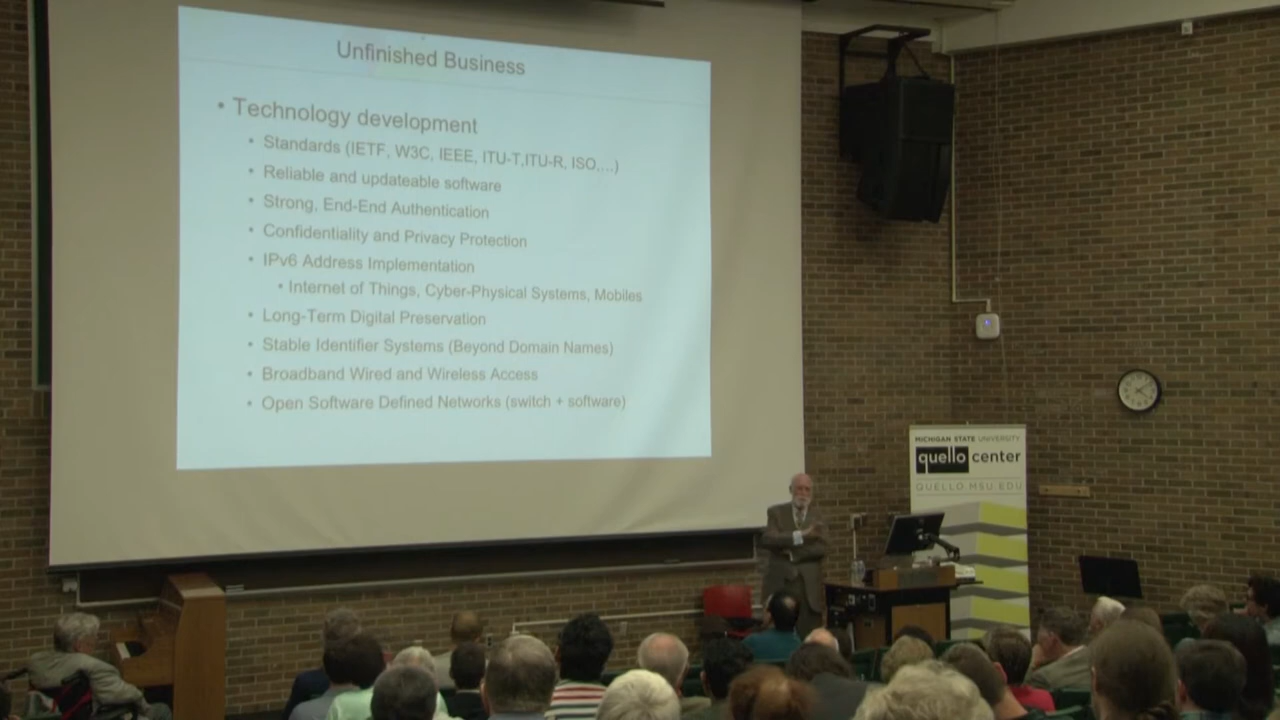 Unfinished Business
• Technology development
• Standards (IETF, W3C, IEEE, ITU-T,ITU-R, ISO,...)
• Reliable and updateable software
• Strong, End-End Authentication
• Confidentiality and Privacy Protection
• IPv6 Address Implementation
• Internet of Things, Cyber-Physical Systems, Mobiles
• Long-Term Digital Preservation
• Stable Identifier Systems (Beyond Domain Names)
• Broadband Wired and Wireless Access
• Open Software Defined Networks (switch + software)
MICHIGAN STATE UNIVERSITY
quello center
QUELLO.MSU.EDU